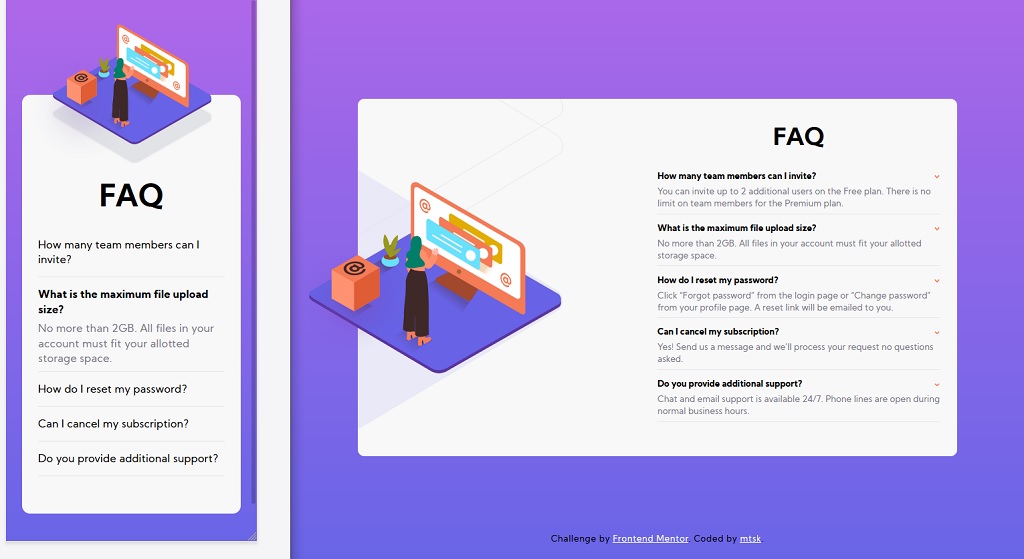 FAQ
How many team members can I
invite?
What is the maximum file upload
size?
No more than 2GB. All files in your
account must fit your allotted
storage space.
How do I reset my password?
Can I cancel my subscription?
Do you provide additional support?
FAQ
How many team members can I invite?
You can invite up to 2 additional users on the Free plan. There is no
limit on team members for the Premium plan.
What is the maximum file upload size?
No more than 2GB. All files in your account must fit your allotted
storage space.
How do I reset my password?
Click “Forgot password” from the login page or “Change password”
from your profile page. A reset link will be emailed to you.
Can I cancel my subscription?
Yes! Send us a message and we’ll process your request no questions
asked.
Do you provide additional support?
Chat and email support is available 24/7. Phone lines are open during
normal business hours.
Challenge by Frontend Mentor. Coded by mtsk.